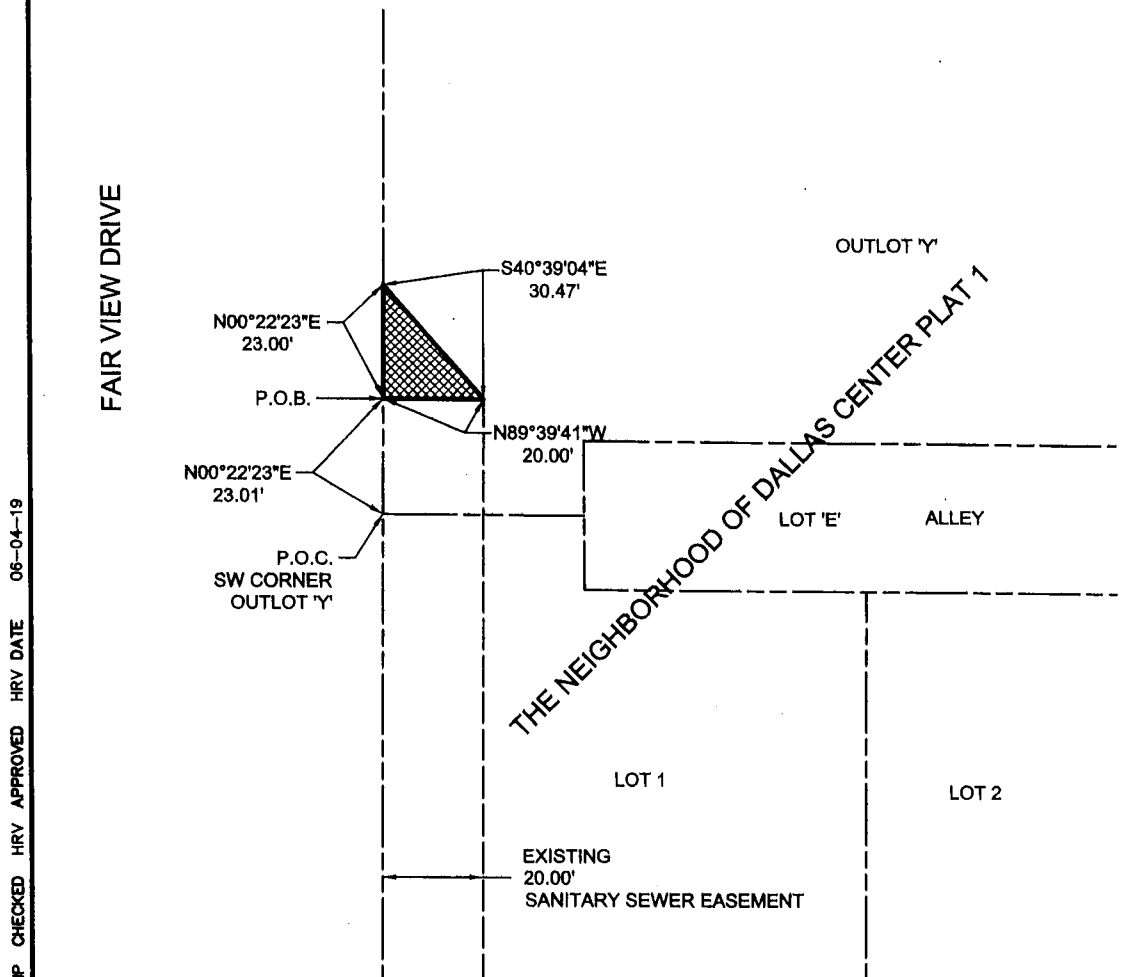 FAIR VIEW DRIVE
OUTLOT 'Y'
S40°39'04"E
30.47'
N00°22'23"E
23.00'
P.O.B.
N89°39'41"W
20.00'
N00°22'23"E
23.01'
P.O.C.
SW CORNER
OUTLOT 'Y'
THE NEIGHBORHOOD OF DALLAS CENTER PLAT 1
LOT 'E'
ALLEY
LOT 1
LOT 2
EXISTING
20.00'
SANITARY SEWER EASEMENT
CHECKED HRV APPROVED HRV DATE 06-04-19